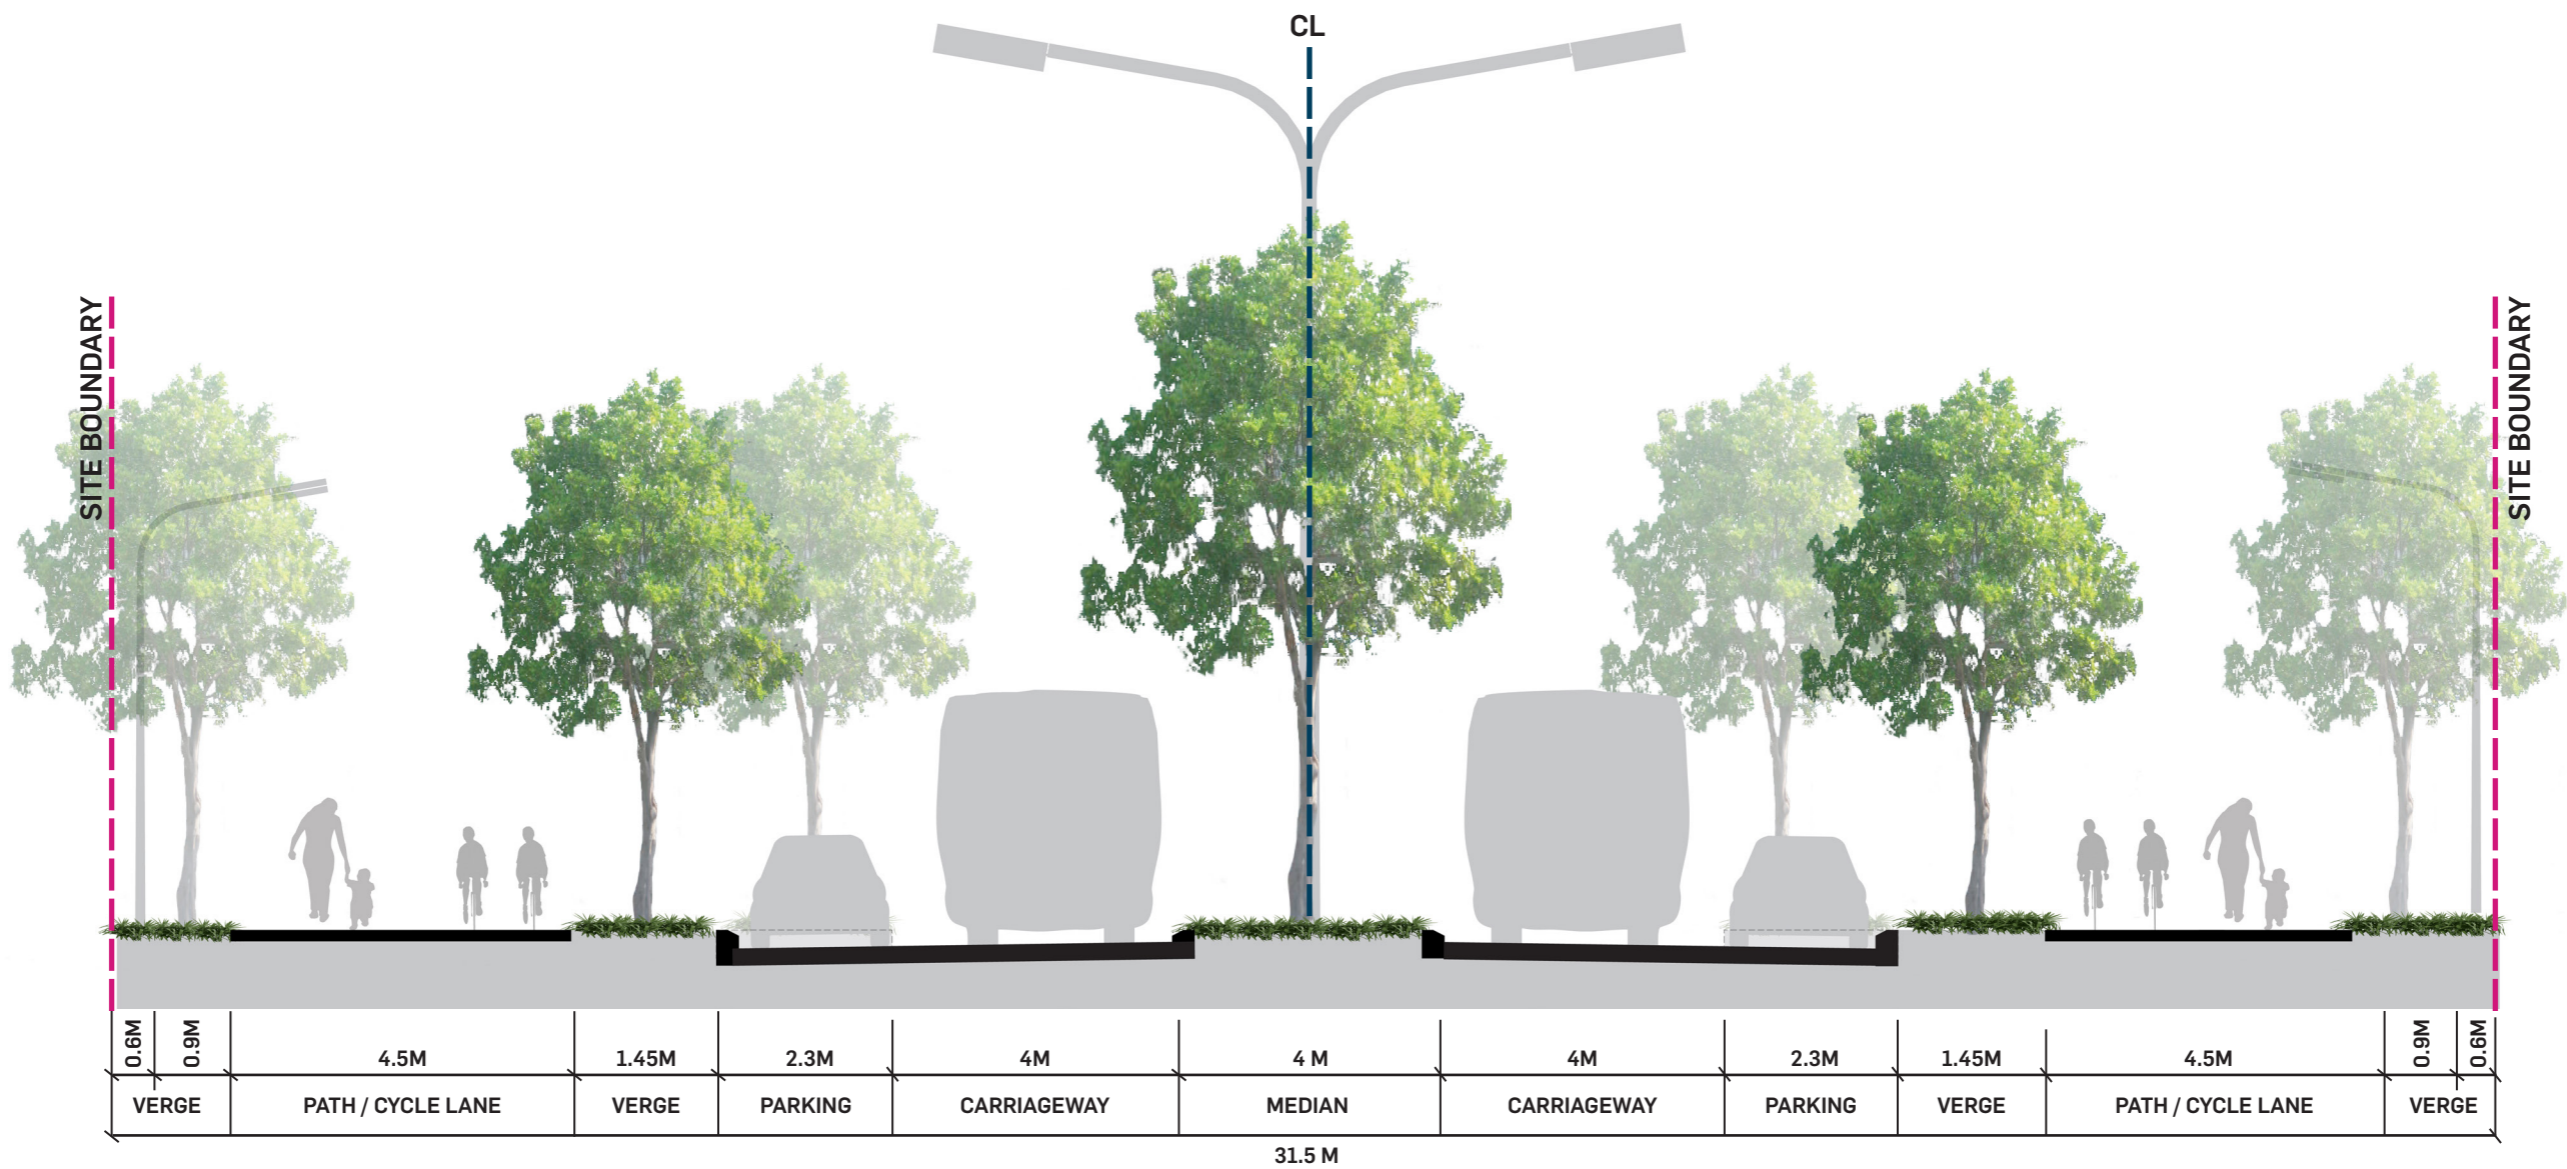 CL
SITE BOUNDARY
SITE BOUNDARY
0.6M 0.9M 4.5M 1.45M 2.3M 4M 4 M 4M 2.3M 1.45M 4.5M 0.9M 0.6M
VERGE PATH / CYCLE LANE VERGE PARKING CARRIAGEWAY MEDIAN CARRIAGEWAY PARKING VERGE PATH / CYCLE LANE VERGE
31.5 M